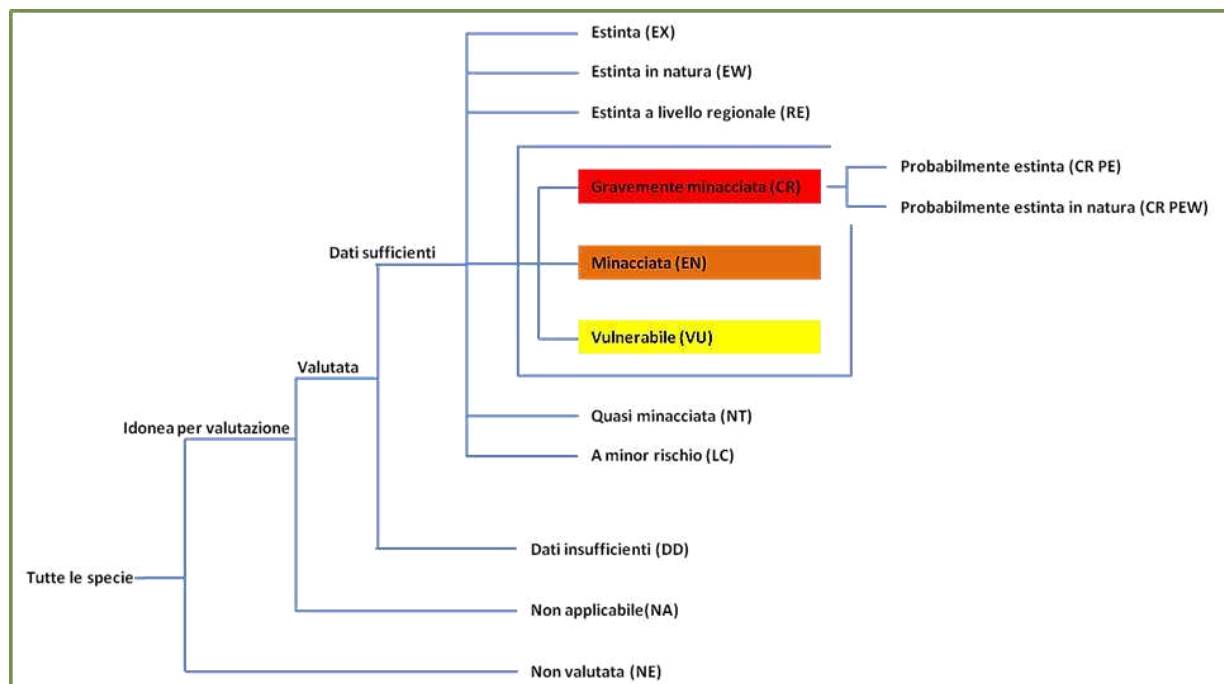 Estinta (EX)
Estinta in natura (EW)
Estinta a livello regionale (RE)
Probabilmente estinta (CR PE)
Gravemente minacciata (CR)
Probabilmente estinta in natura (CR PEW)
Dati sufficienti
Minacciata (EN)
Vulnerabile (VU)
Valutata
Quasi minacciata (NT)
Idonea per valutazione
A minor rischio (LC)
Dati insufficienti (DD)
Tutte le specie
Non applicabile(NA)
Non valutata (NE)